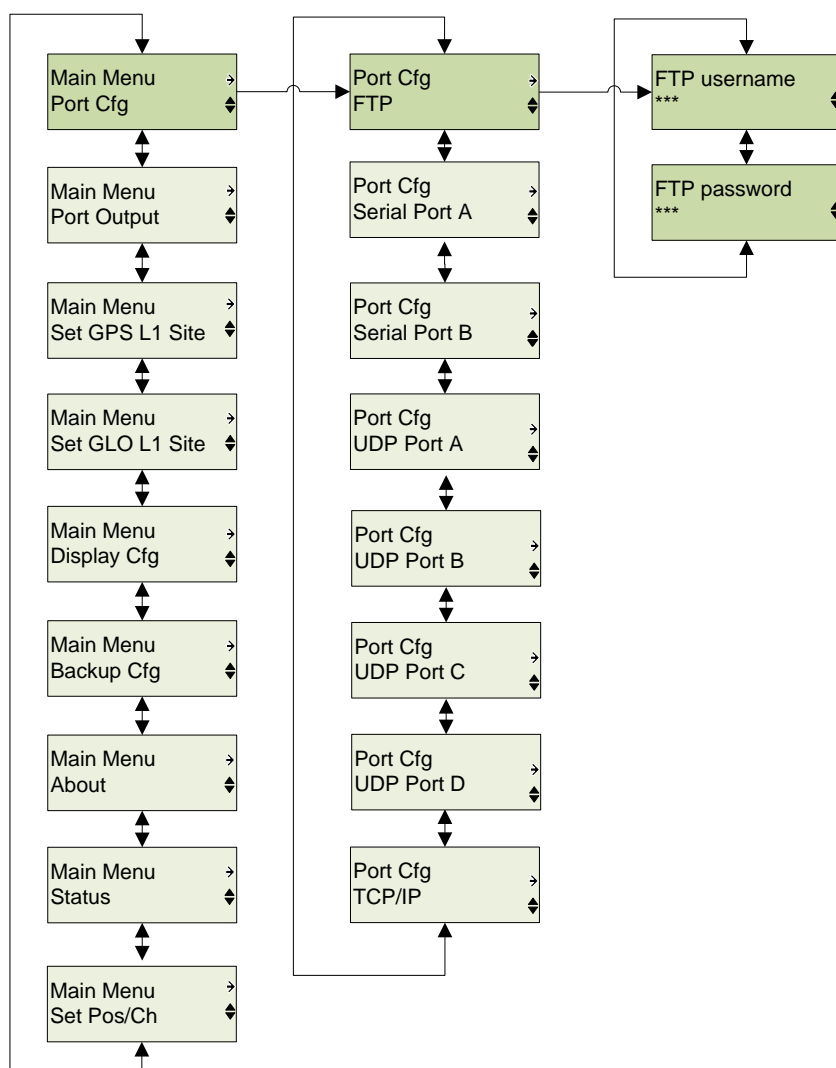 Main Menu
Port Cfg
Main Menu
Port Output
Main Menu
Set GPS L1 Site
Main Menu
Set GLO L1 Site
Main Menu
Display Cfg
Main Menu
Backup Cfg
Main Menu
About
Main Menu
Status
Main Menu
Set Pos/Ch
Port Cfg
FTP
Port Cfg
Serial Port A
Port Cfg
Serial Port B
Port Cfg
UDP Port A
Port Cfg
UDP Port B
Port Cfg
UDP Port C
Port Cfg
UDP Port D
Port Cfg
TCP/IP
FTP username
***
FTP password
***